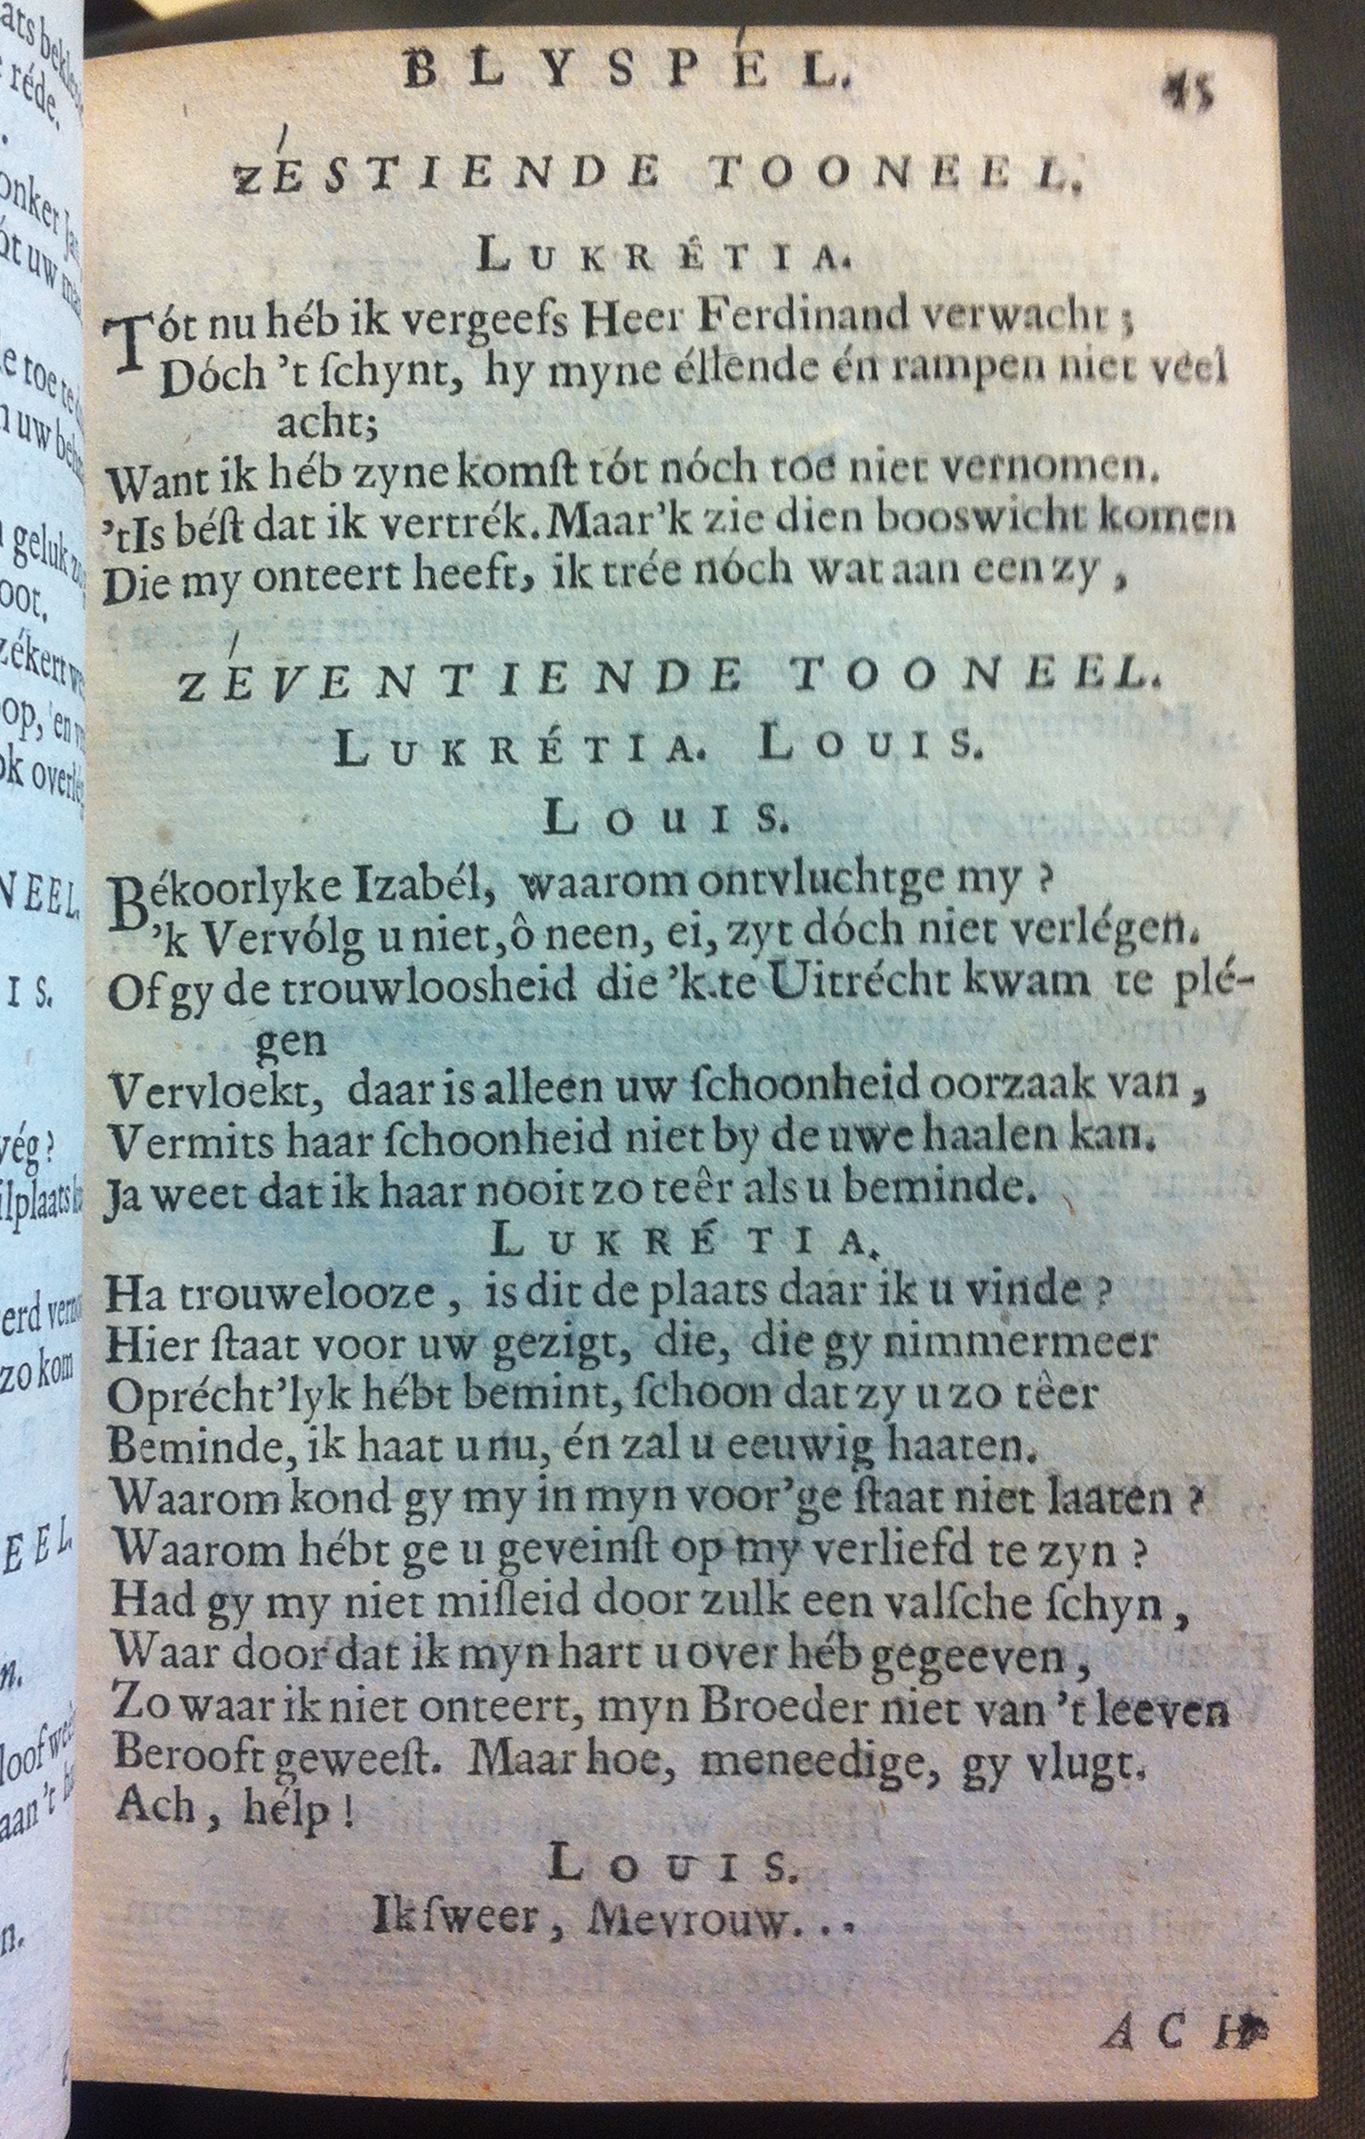 BLYSPÉL. 45
ZÉSTIENDE TOONEEL.
LUKRÉTIA.
Tót nu héb ik vergeefs Heer Ferdinand verwacht;
Dóch 't ſchynt, hy myne éllende én rampen niet veel
acht;
Want ik héb zyne komſt tót nóch toe niet vernomen.
'tIs béſt dat ik vertrék. Maar 'k zie dien booswicht komen
Die my onteert heeft, ik trée nóch wat aan een zy,
ZÉVENTIENDE TOONEEL.
LUKRÉTIA. LOUIS.
LOUIS.
Békoorlyke Izabél, waarom ontvluchtge my?
'k Vervólg u niet, ô neen, ei, zyt dóch niet verlégen.
Of gy de trouwloosheid die 'k te Uitrécht kwam te plé-
gen
Vervloekt, daar is alleen uw ſchoonheid oorzaak van,
Vermits haar ſchoonheid niet by de uwe haalen kan.
Ja weet dat ik haar nooit zo teêr als u beminde.
LUKRÉTIA.
Ha trouwelooze, is dit de plaats daar ik u vinde?
Hier ſtaat voor uw gezigt, die, die gy nimmermeer
Oprécht'lyk hébt bemint, ſchoon dat zy u zo têer
Beminde, ik haat u nu, én zal u eeuwig haaten.
Waarom kond gy my in myn voor'ge ſtaat niet laaten?
Waarom hébt ge u geveinſt op my verliefd te zyn?
Had gy my niet miſleid door zulk een valſche ſchyn,
Waar door dat ik myn hart u over héb gegeeven,
Zo waar ik niet onteert, myn Broeder niet van 't leeven
Berooft geweeſt. Maar hoe, meneedige, gy vlugt.
Ach, hélp!
LOUIS.
Ik ſweer, Mevrouw...
ACH